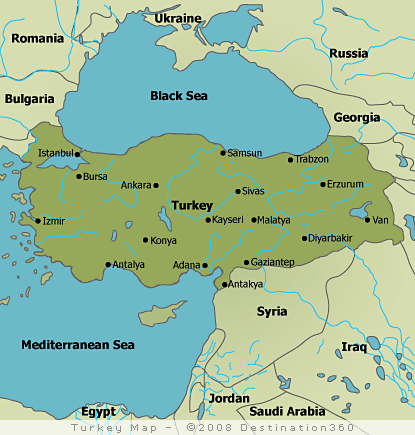 Ukraine
Romania
Russia
Black Sea
Bulgaria
Georgia
Istanbul
Samsun
Trabzon
Bursa
Ankara
Erzurum
Sivas
Turkey
Izmir
Kayseri
Malatya
Van
Konya
Diyarbakir
Antalya
Adana
Gaziantep
Antakya
Syria
Mediterranean Sea
Iraq
Jordan
Egypt
Saudi Arabia
Turkey Map - ©2008 Destination360